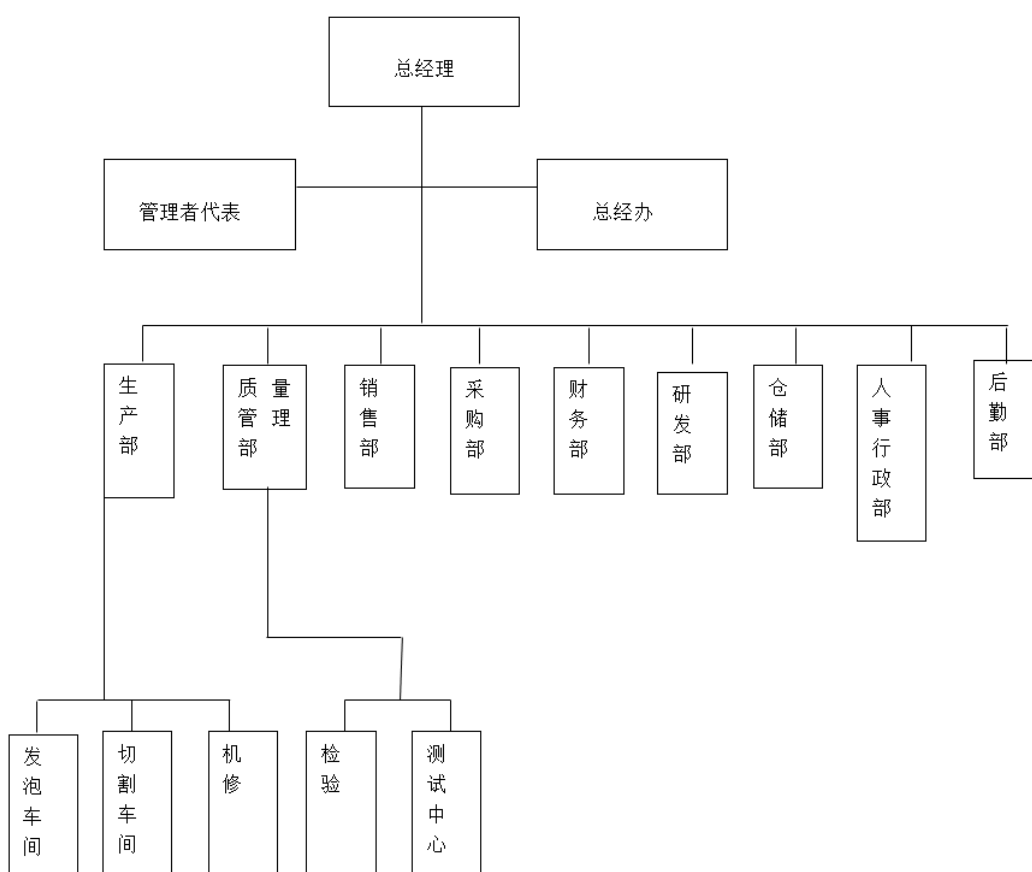 总经理
管理者代表
总经办
生产部
质量管理部
销售部
采购部
财务部
研发部
仓储部
人事行政部
后勤部
发泡车间
切割车间
机修
检验
测试中心